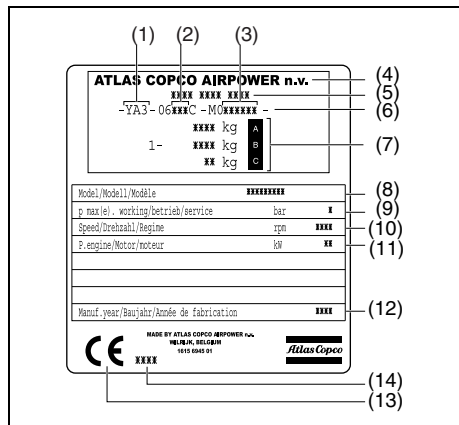 (1) (2) (3)
ATLAS COPCO AIRPOWER n.v. (4)
xxxx xxxx xxxx (5)
-YA3-06xxxC -M0xxxxxx - (6)
xxxx kg A
1- xxxx kg B (7)
xx kg C
Model/Modell/Modèle xxxxxxxxx (8)
p max(e). working/betrieb/service bar x (9)
Speed/Drehzahl/Regime rpm xxxx (10)
P.engine/Motor/moteur kW xx (11)
Manuf.year/Baujahr/Année de fabrication xxxx (12)
MADE BY ATLAS COPCO AIRPOWER n.v.
WILRIJK, BELGIUM
1615 6945 01
CE xxxx Atlas Copco
(14)
(13)